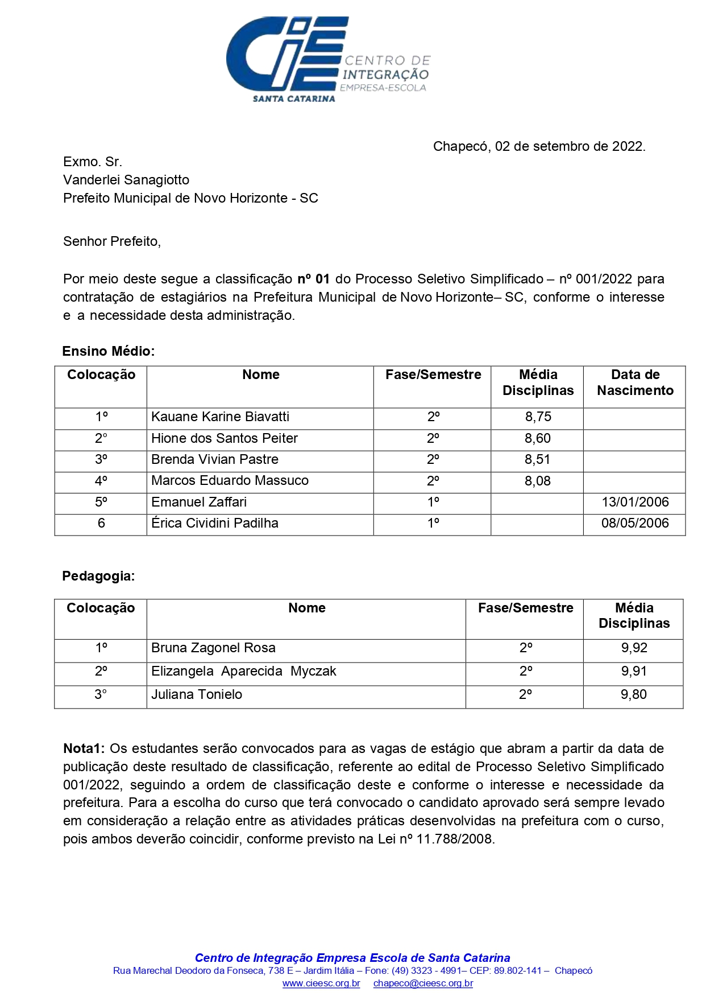 CIEE
CENTRO DE
INTEGRAÇÃO
EMPRESA-ESCOLA
SANTA CATARINA
Chapecó, 02 de setembro de 2022.
Exmo. Sr.
Vanderlei Sanagiotto
Prefeito Municipal de Novo Horizonte - SC
Senhor Prefeito,
Por meio deste segue a classificação nº 01 do Processo Seletivo Simplificado – nº 001/2022 para
contratação de estagiários na Prefeitura Municipal de Novo Horizonte– SC, conforme o interesse
e a necessidade desta administração.
Ensino Médio:
Colocação Nome Fase/Semestre Média Disciplinas Data de Nascimento
1º Kauane Karine Biavatti 2º 8,75
2° Hione dos Santos Peiter 2º 8,60
3º Brenda Vivian Pastre 2º 8,51
4º Marcos Eduardo Massuco 2º 8,08
5º Emanuel Zaffari 1º 13/01/2006
6 Érica Cividini Padilha 1º 08/05/2006
Pedagogia:
Colocação Nome Fase/Semestre Média Disciplinas
1º Bruna Zagonel Rosa 2º 9,92
2º Elizangela Aparecida Myczak 2º 9,91
3° Juliana Tonielo 2º 9,80
Nota1: Os estudantes serão convocados para as vagas de estágio que abram a partir da data de
publicação deste resultado de classificação, referente ao edital de Processo Seletivo Simplificado
001/2022, seguindo a ordem de classificação deste e conforme o interesse e necessidade da
prefeitura. Para a escolha do curso que terá convocado o candidato aprovado será sempre levado
em consideração a relação entre as atividades práticas desenvolvidas na prefeitura com o curso,
pois ambos deverão coincidir, conforme previsto na Lei nº 11.788/2008.
Centro de Integração Empresa Escola de Santa Catarina
Rua Marechal Deodoro da Fonseca, 738 E – Jardim Itália – Fone: (49) 3323 - 4991– CEP: 89.802-141 – Chapecó
www.cieesc.org.br chapeco@cieesc.org.br